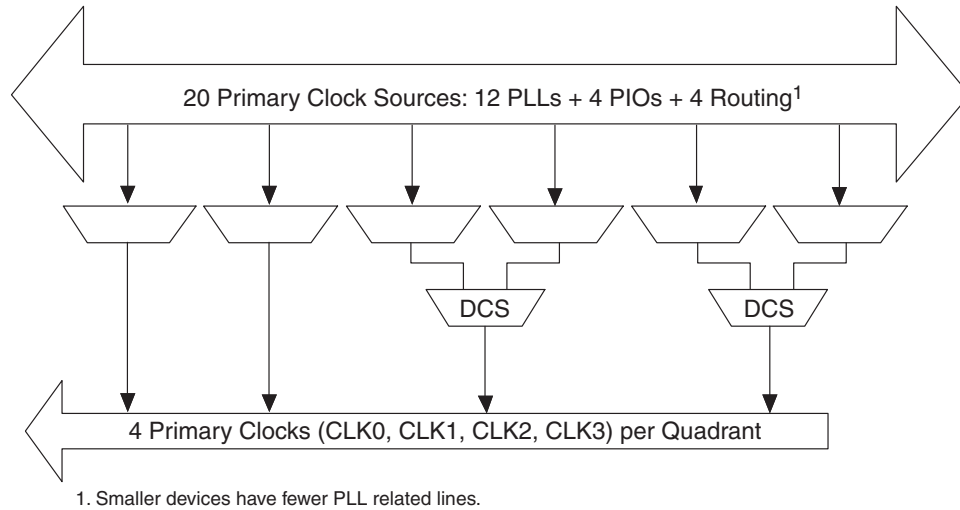 20 Primary Clock Sources: 12 PLLs + 4 PIOs + 4 Routing¹
DCS
DCS
4 Primary Clocks (CLK0, CLK1, CLK2, CLK3) per Quadrant
1. Smaller devices have fewer PLL related lines.